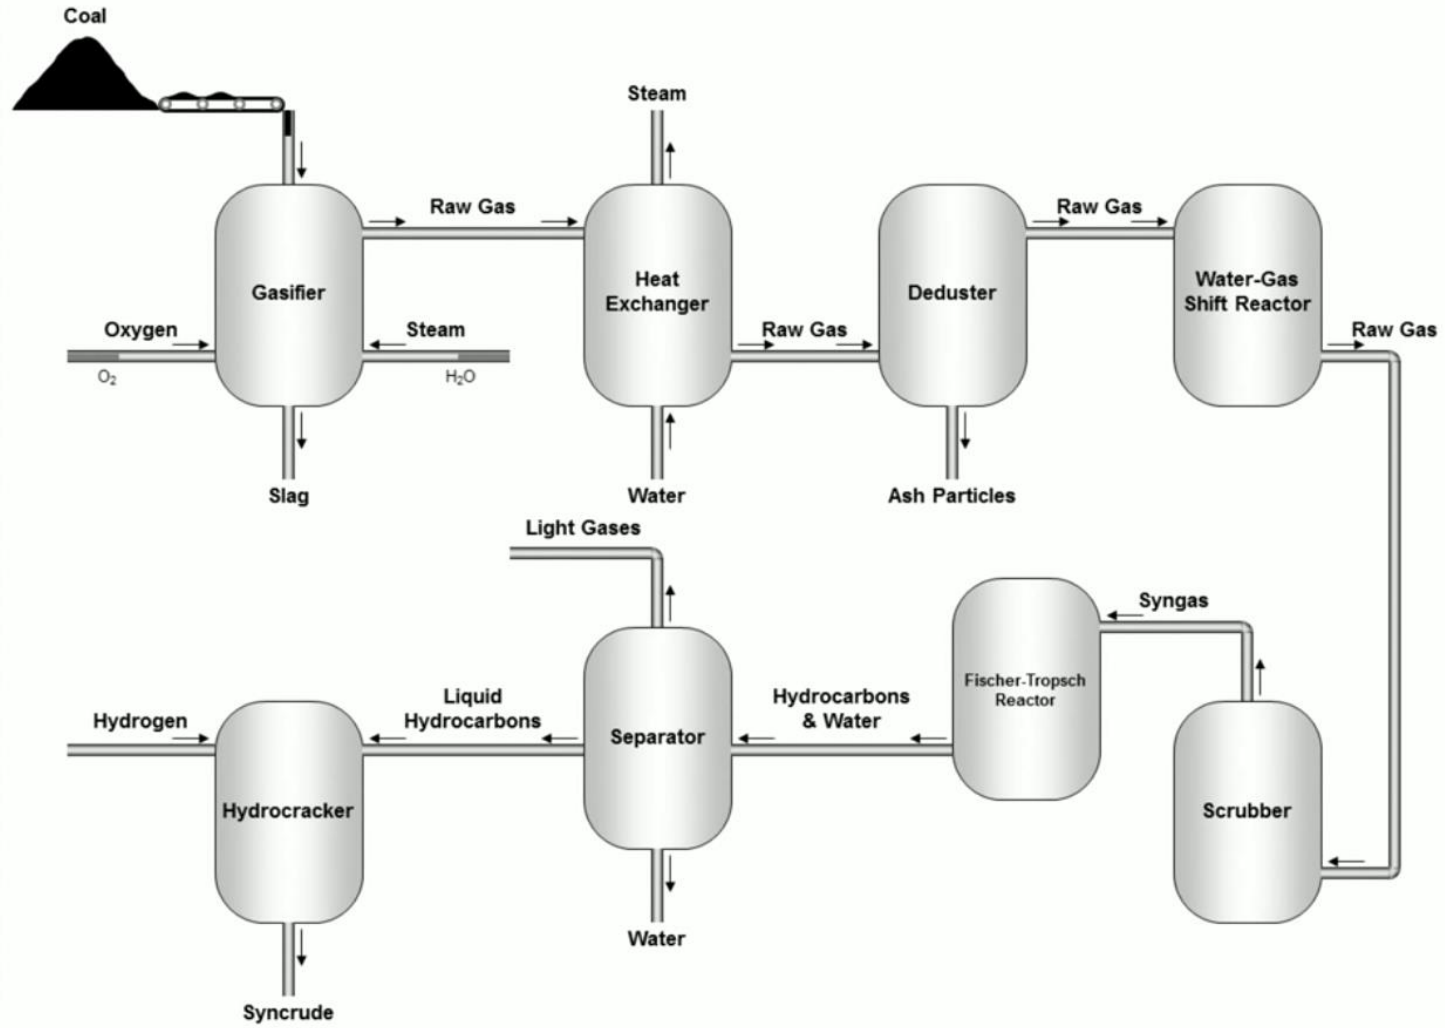 Coal
Steam
Raw Gas
Raw Gas
Gasifier
Heat
Exchanger
Deduster
Water-Gas
Shift Reactor
Oxygen
Steam
Raw Gas
Raw Gas
O₂
H₂O
Slag
Water
Ash Particles
Light Gases
Syngas
Fischer-Tropsch
Reactor
Hydrogen
Liquid
Hydrocarbons
Hydrocarbons
& Water
Separator
Hydrocracker
Scrubber
Water
Syncrude